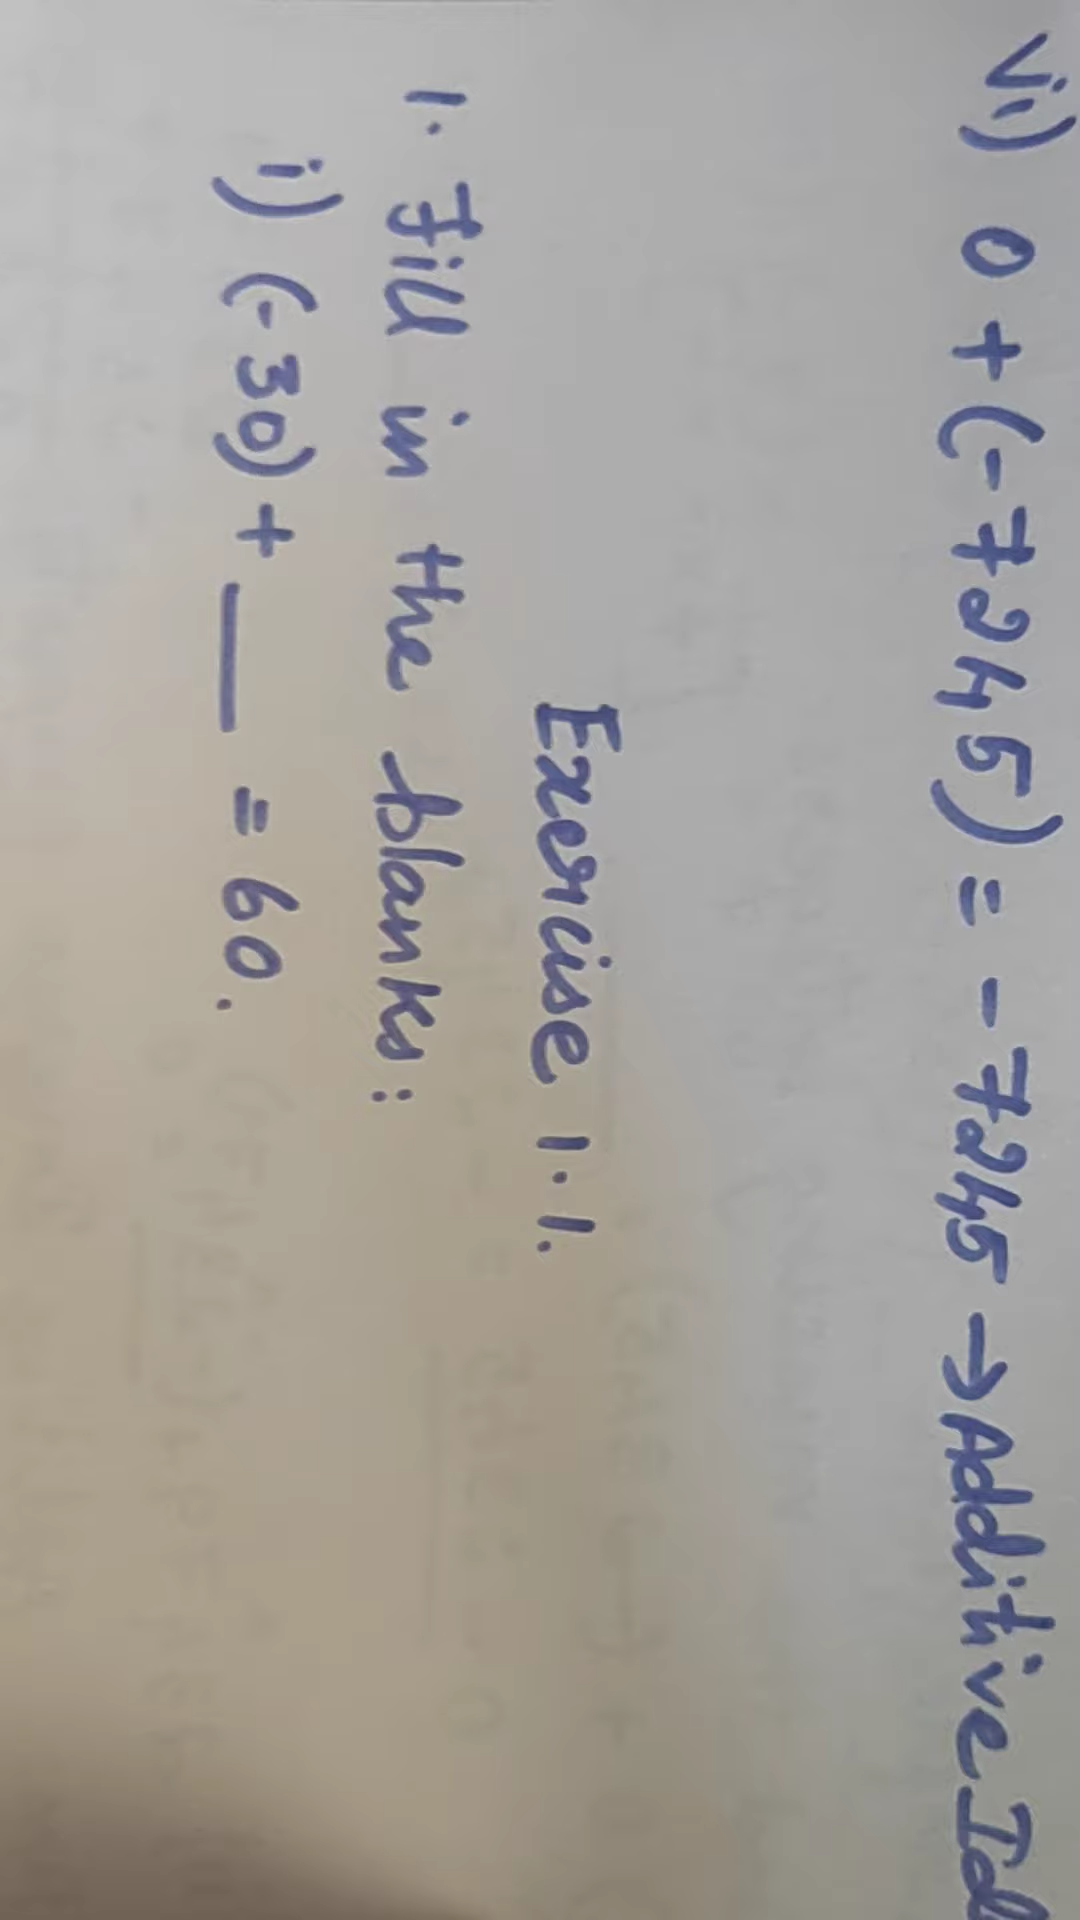 vi) 0 + (-7245) = -7245 → Additive Id
Exercise 1.1.
1. Fill in the blanks:
i) (-30) + ___ = 60.